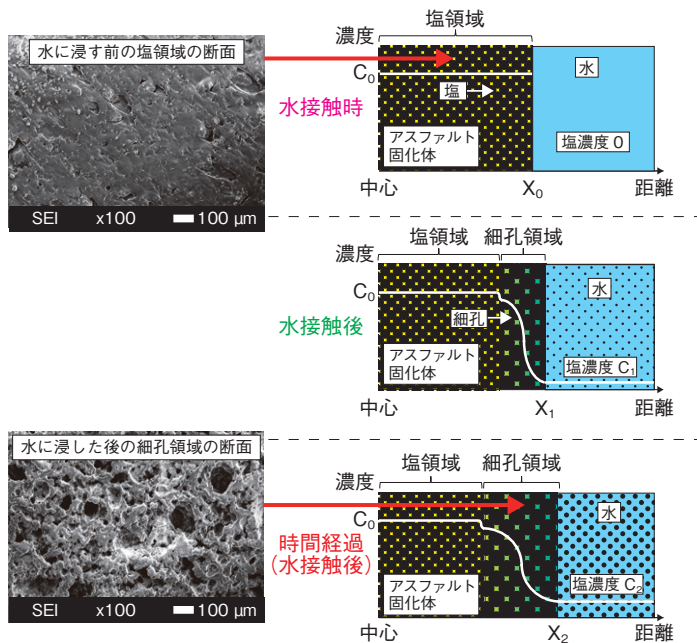 水に浸す前の塩領域の断面
SEI x100 100 μm
水接触時
塩領域
濃度
C₀
水
塩
アスファルト
固化体
塩濃度 0
中心 X₀ 距離
水接触後
塩領域 細孔領域
濃度
C₀
水
細孔
アスファルト
固化体
塩濃度 C₁
中心 X₁ 距離
水に浸した後の細孔領域の断面
SEI x100 100 μm
時間経過
(水接触後)
塩領域 細孔領域
濃度
C₀
水
アスファルト
固化体
塩濃度 C₂
中心 X₂ 距離